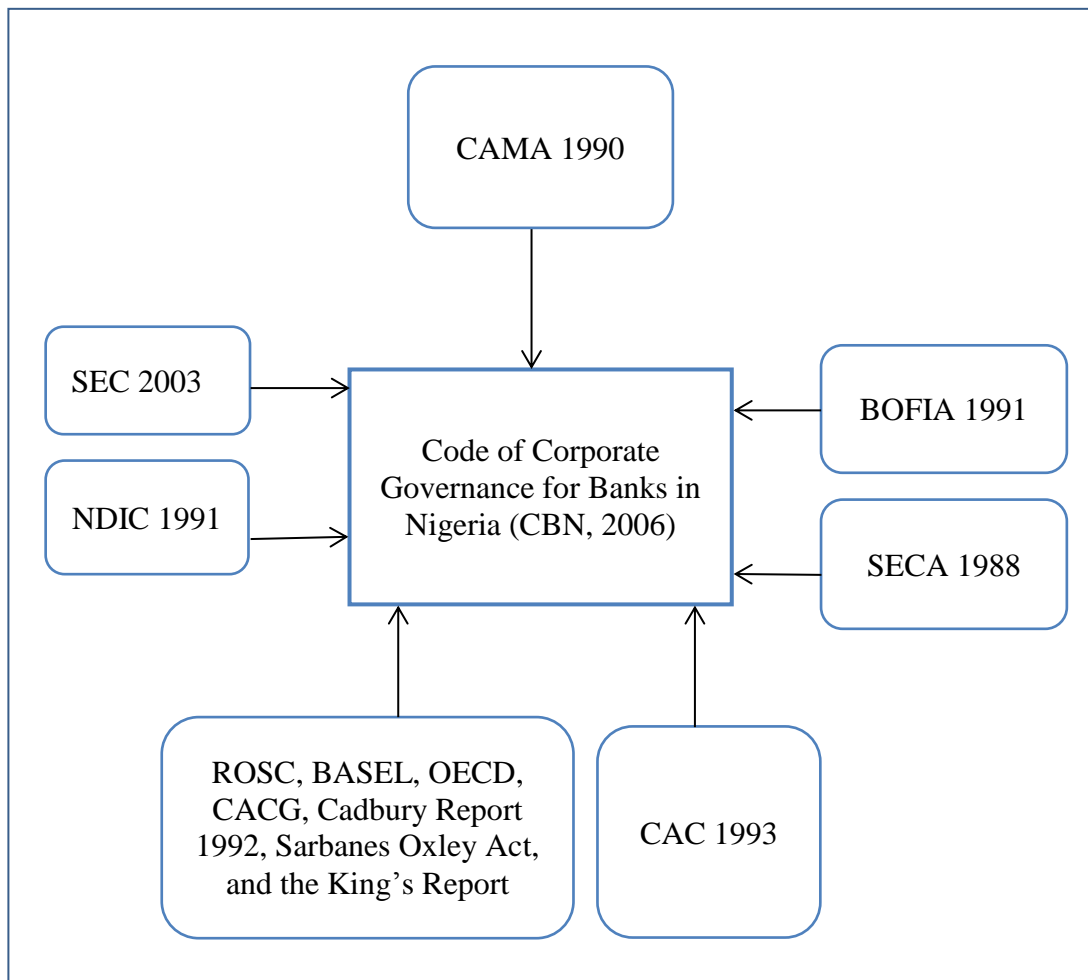 CAMA 1990
SEC 2003
BOFIA 1991
Code of Corporate
Governance for Banks in
Nigeria (CBN, 2006)
NDIC 1991
SECA 1988
ROSC, BASEL, OECD,
CACG, Cadbury Report
1992, Sarbanes Oxley Act,
and the King’s Report
CAC 1993